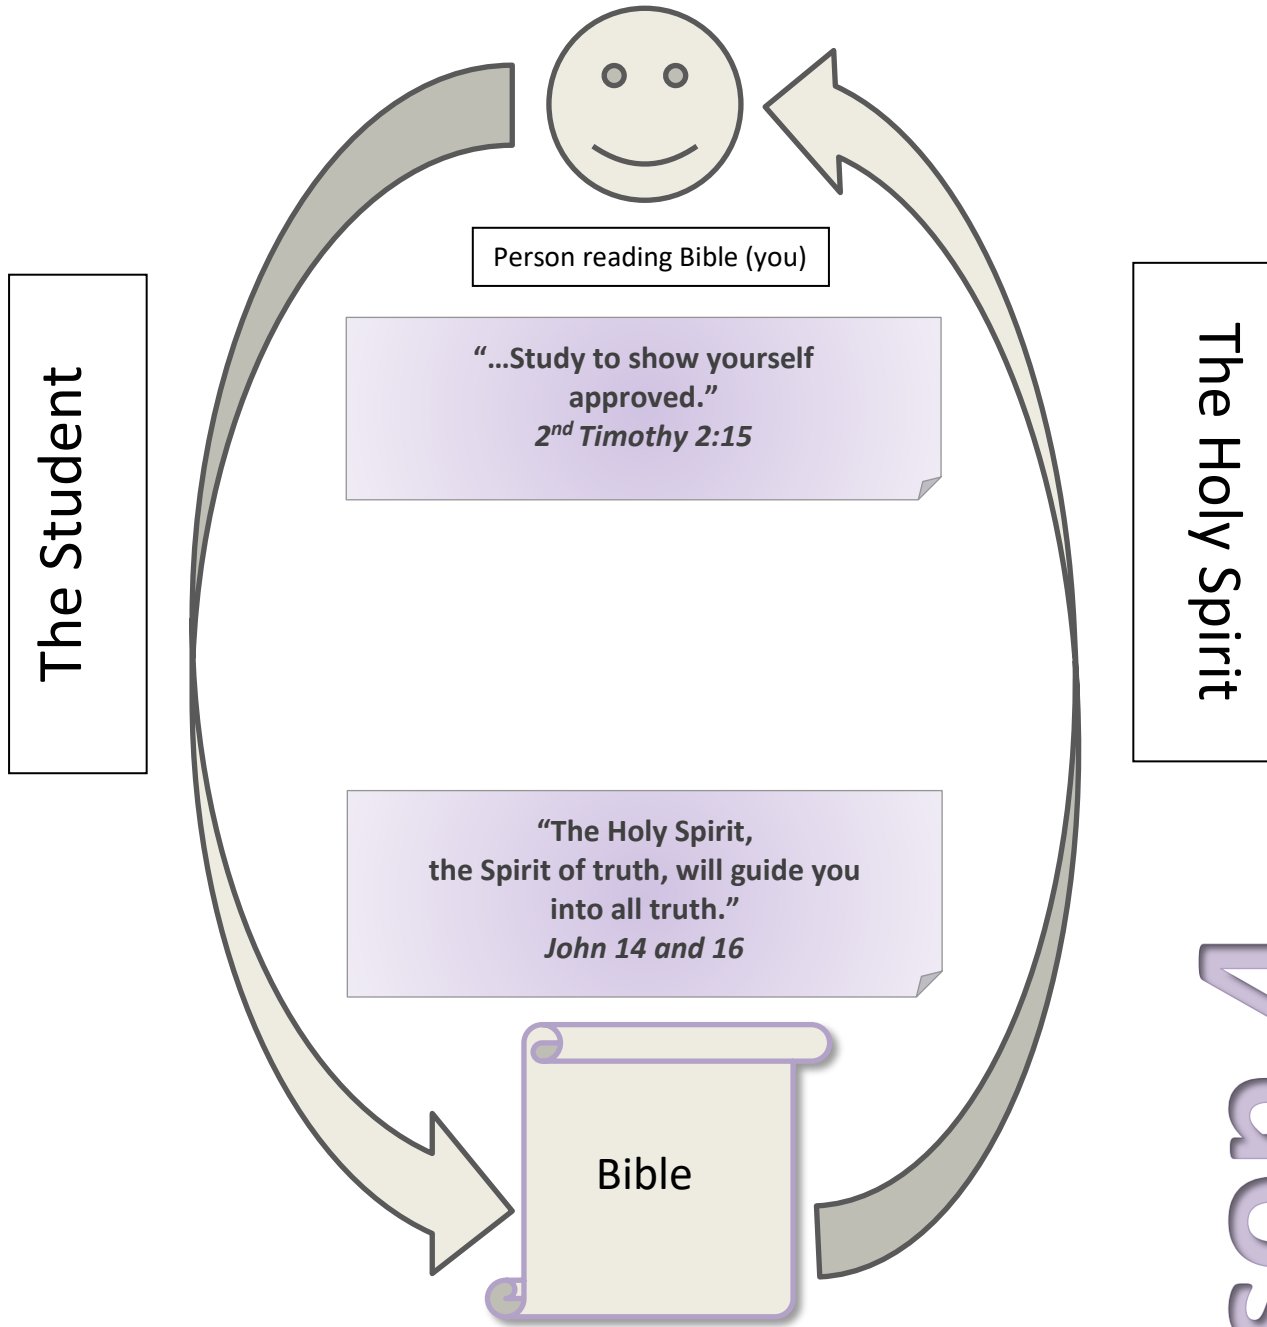 Person reading Bible (you)
The Student
The Holy Spirit
“...Study to show yourself
approved.”
2nd Timothy 2:15
“The Holy Spirit,
the Spirit of truth, will guide you
into all truth.”
John 14 and 16
Bible